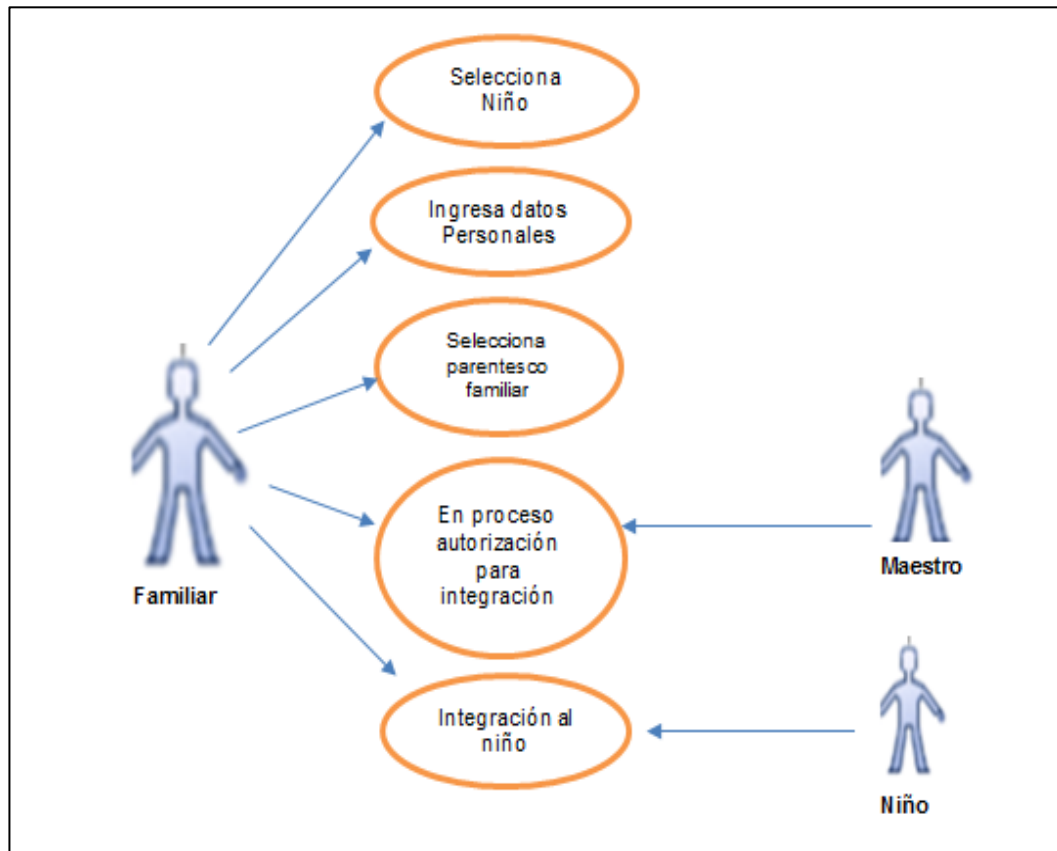 Selecciona
Niño
Ingresa datos
Personales
Selecciona
parentesco
familiar
En proceso
autorización
para
integración
Integración al
niño
Familiar
Maestro
Niño